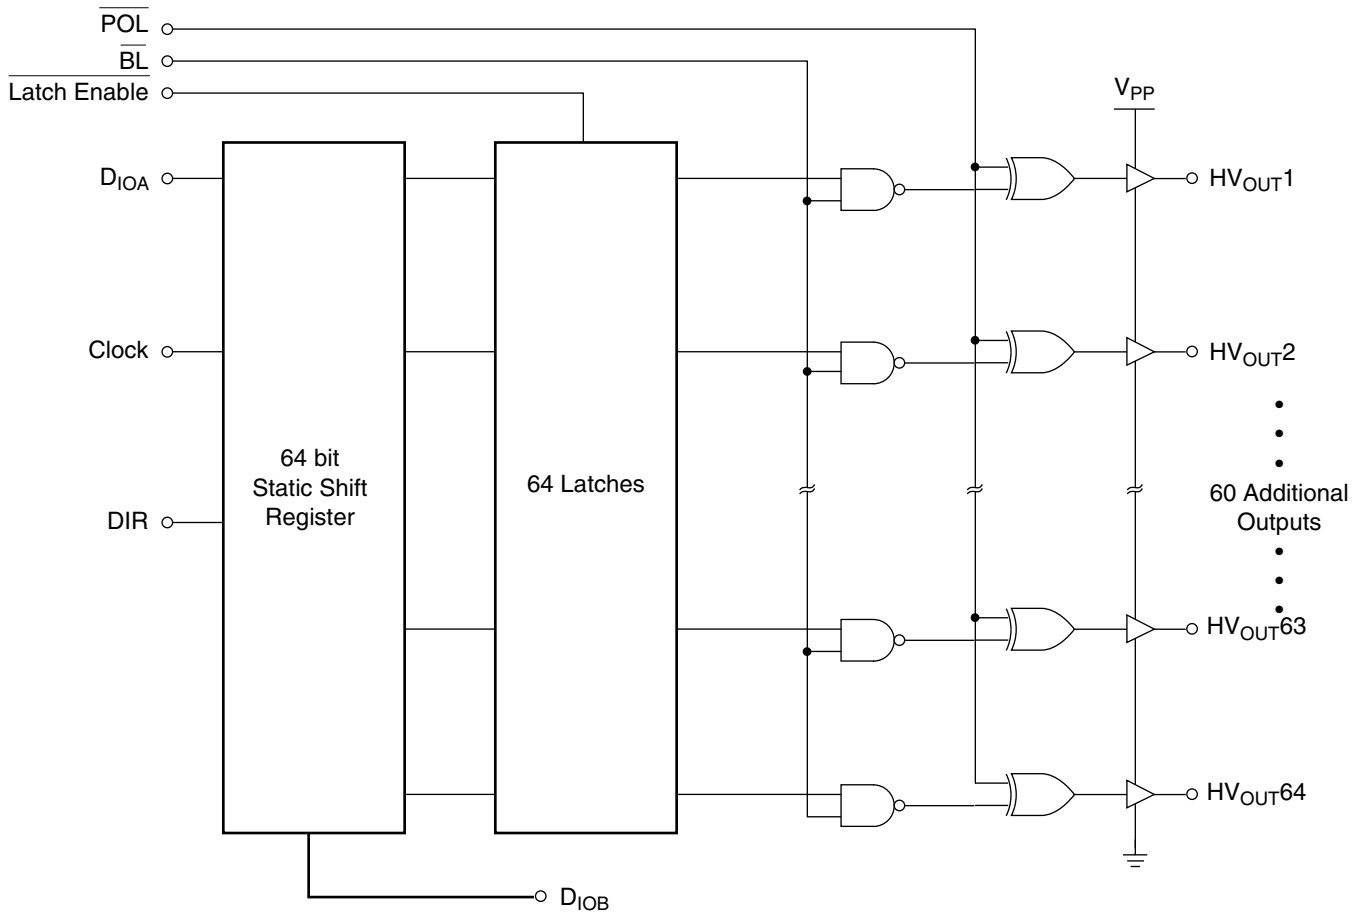 POL
BL
Latch Enable
VPP
DIOA
HVOUT1
Clock
HVOUT2
64 bit
Static Shift
Register
64 Latches
60 Additional
Outputs
DIR
HVOUT63
HVOUT64
DIOB